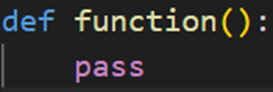 def function():
    pass